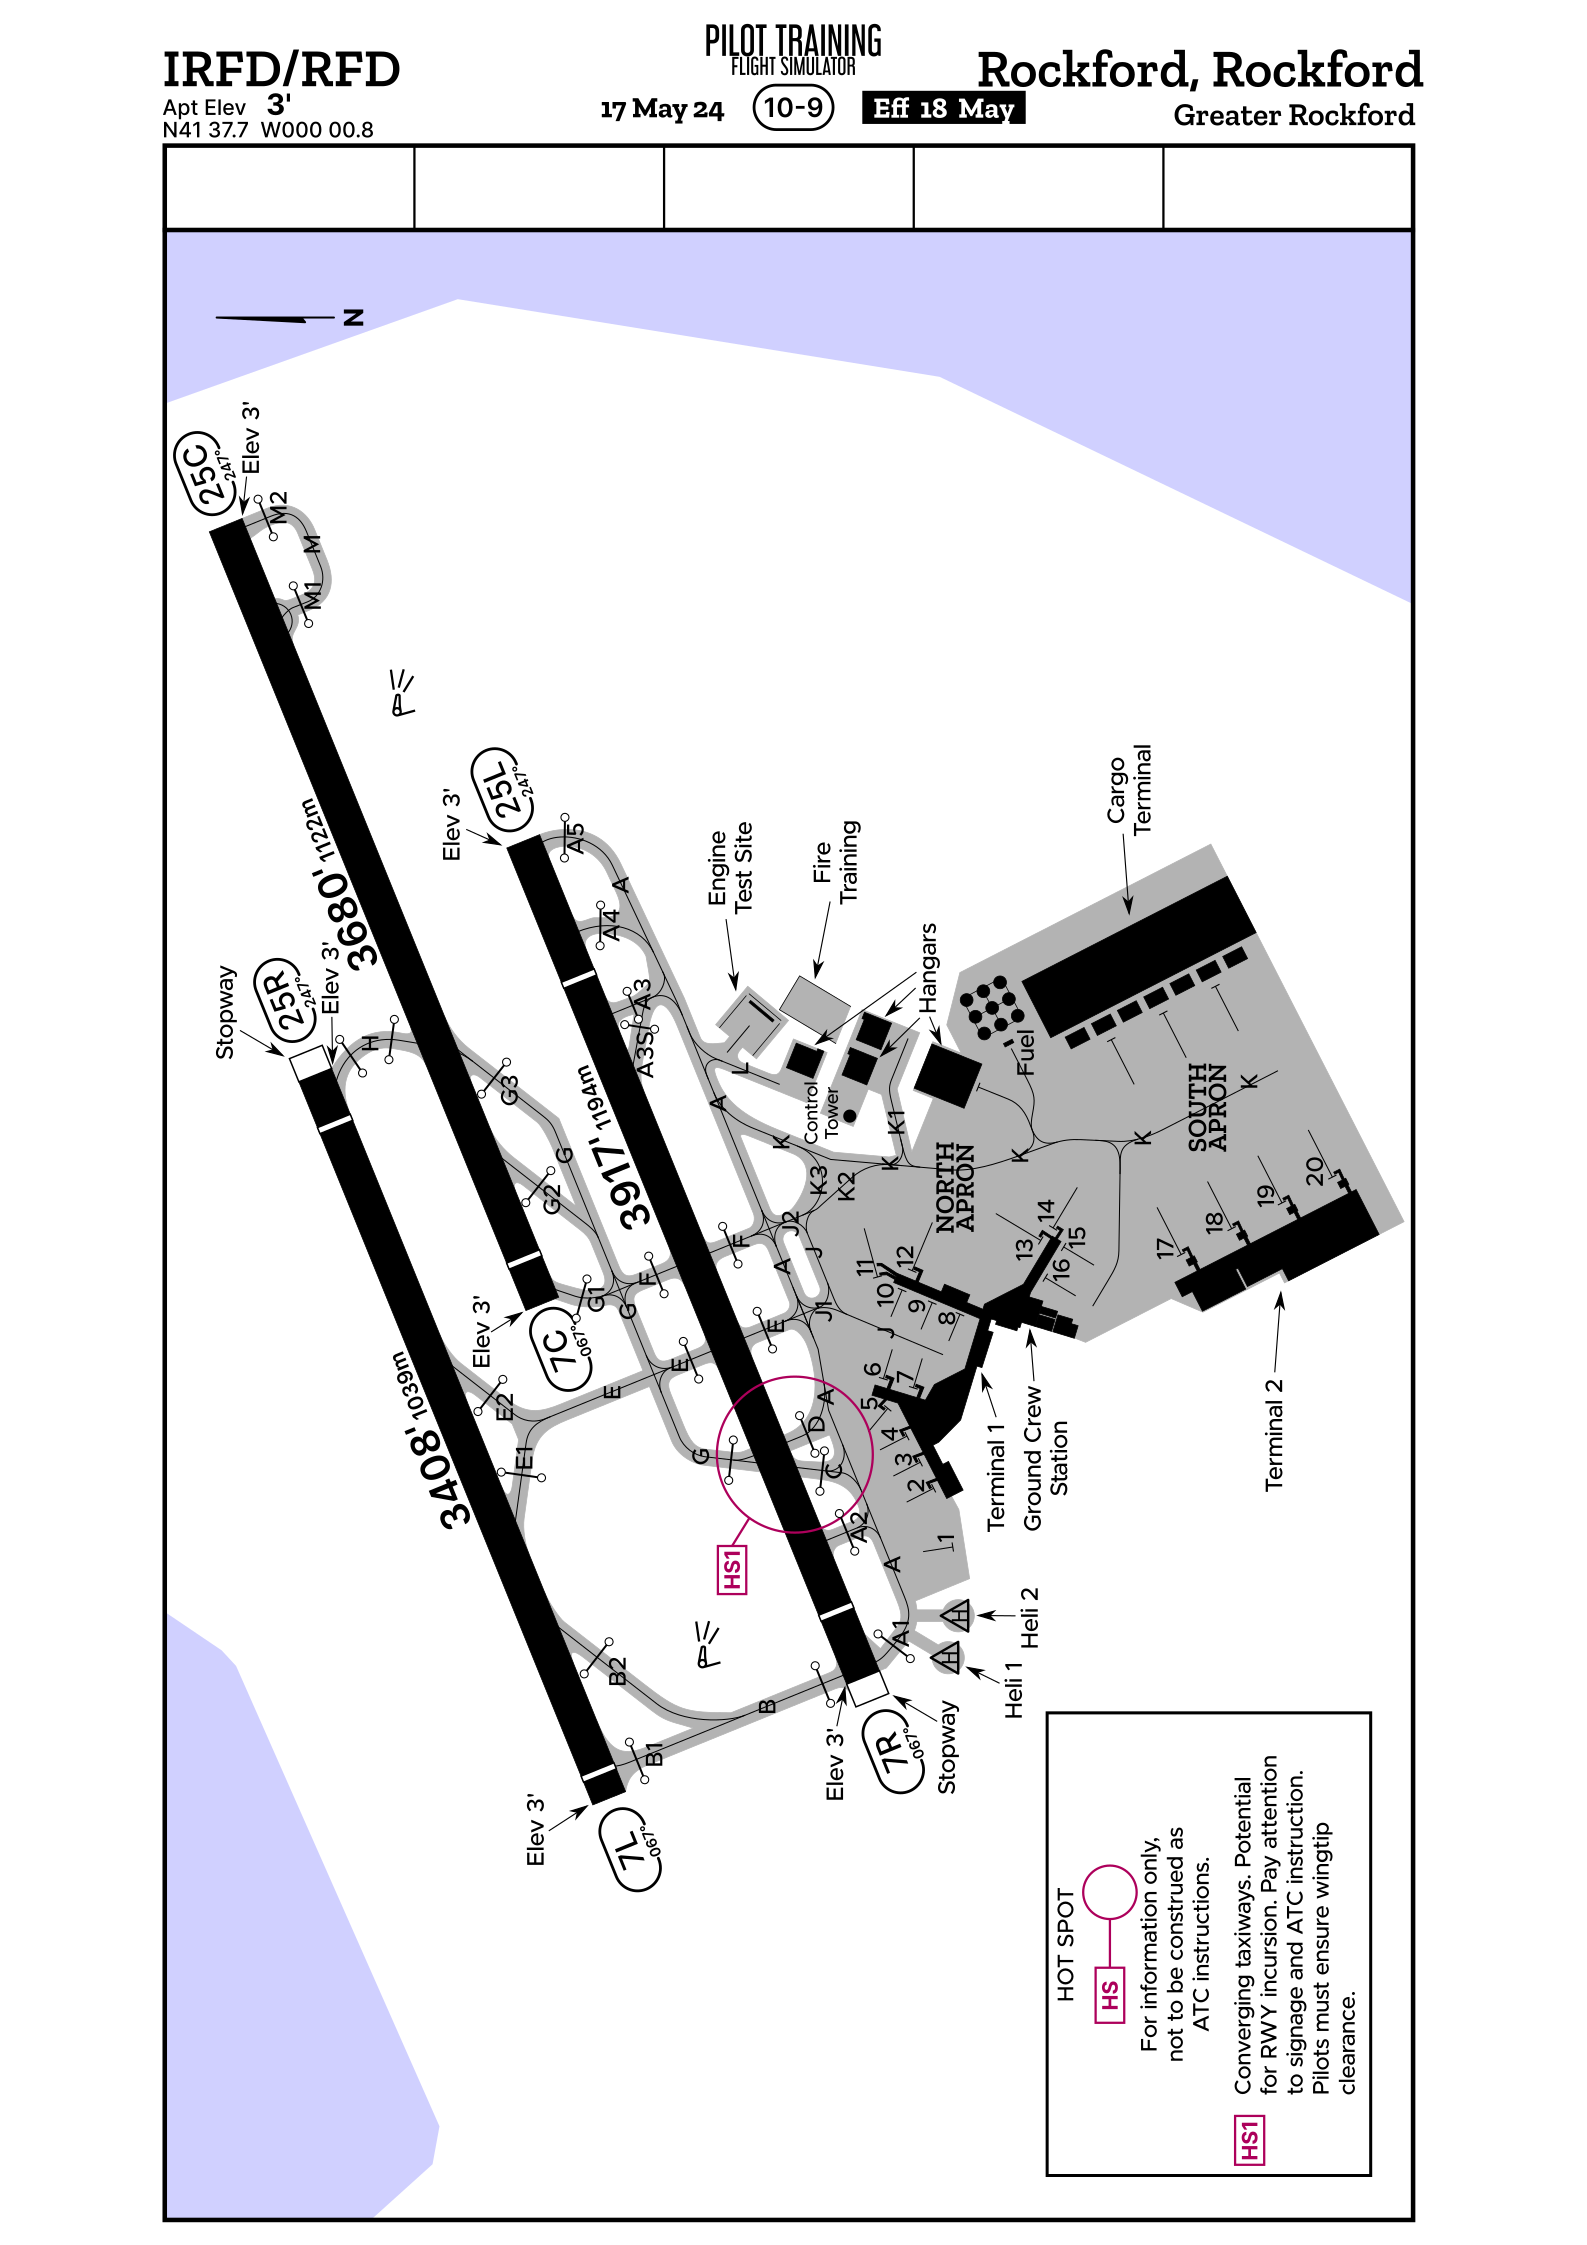 IRFD/RFD
Apt Elev 3'
N41 37.7 W000 00.8
PILOT TRAINING
FLIGHT SIMULATOR
17 May 24
10-9
Eff 18 May
Rockford, Rockford
Greater Rockford
N
25C
247°
Elev 3'
M2
M
M1
3680' 1122m
25L
247°
Elev 3'
A5
A
A4
A3
A3S
3917' 1194m
Stopway
25R
247°
Elev 3'
H
G3
G
G2
G1
G
F
F
E
E
E
G
Elev 3'
7C
067°
3408' 1039m
E2
E1
B2
B1
B
Elev 3'
7L
067°
HS1
D
C
A
A2
A
A1
Elev 3'
7R
067°
Stopway
Heli 1
Heli 2
H
H
A
L
A
K
K3
K2
K1
K
J2
J
J1
J
Engine
Test Site
Fire
Training
Hangars
Control
Tower
Fuel
Cargo
Terminal
NORTH
APRON
SOUTH
APRON
K
K
K
1
2
3
4
5
6
7
8
9
10
11
12
13
14
15
16
17
18
19
20
Terminal 1
Ground Crew
Station
Terminal 2
HOT SPOT
HS
For information only,
not to be construed as
ATC instructions.
HS1
Converging taxiways. Potential
for RWY incursion. Pay attention
to signage and ATC instruction.
Pilots must ensure wingtip
clearance.